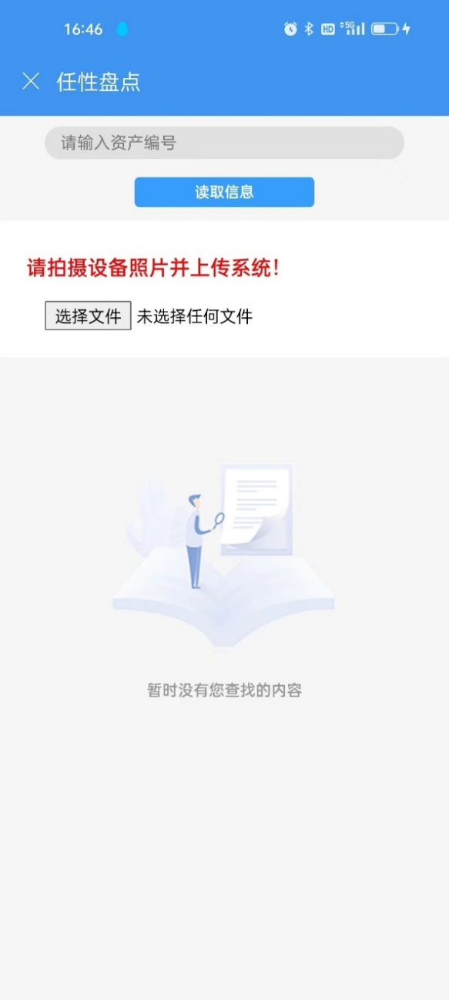 16:46
HD 5G
任性盘点
请输入资产编号
读取信息
请拍摄设备照片并上传系统!
选择文件 未选择任何文件
暂时没有您查找的内容